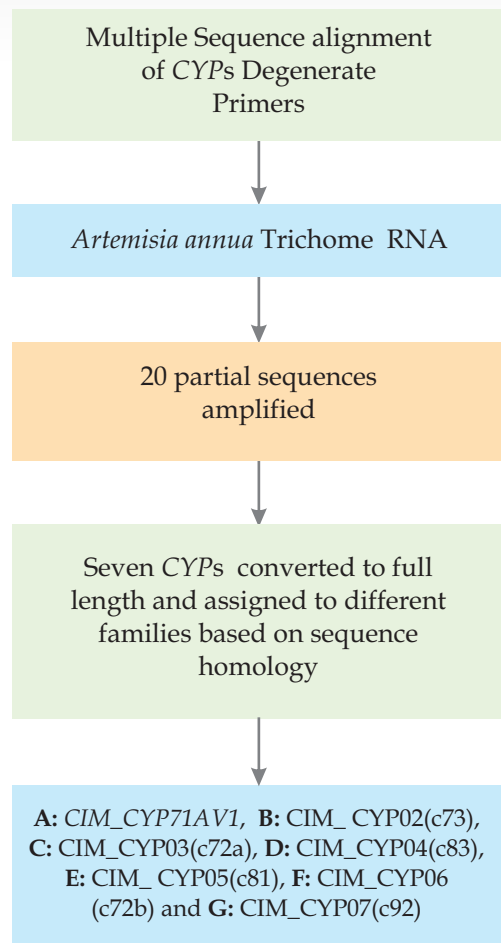 Multiple Sequence alignment
of CYPs Degenerate
Primers
Artemisia annua Trichome RNA
20 partial sequences
amplified
Seven CYPs converted to full
length and assigned to different
families based on sequence
homology
A: CIM_CYP71AV1, B: CIM_ CYP02(c73),
C: CIM_CYP03(c72a), D: CIM_CYP04(c83),
E: CIM_ CYP05(c81), F: CIM_CYP06
(c72b) and G: CIM_CYP07(c92)